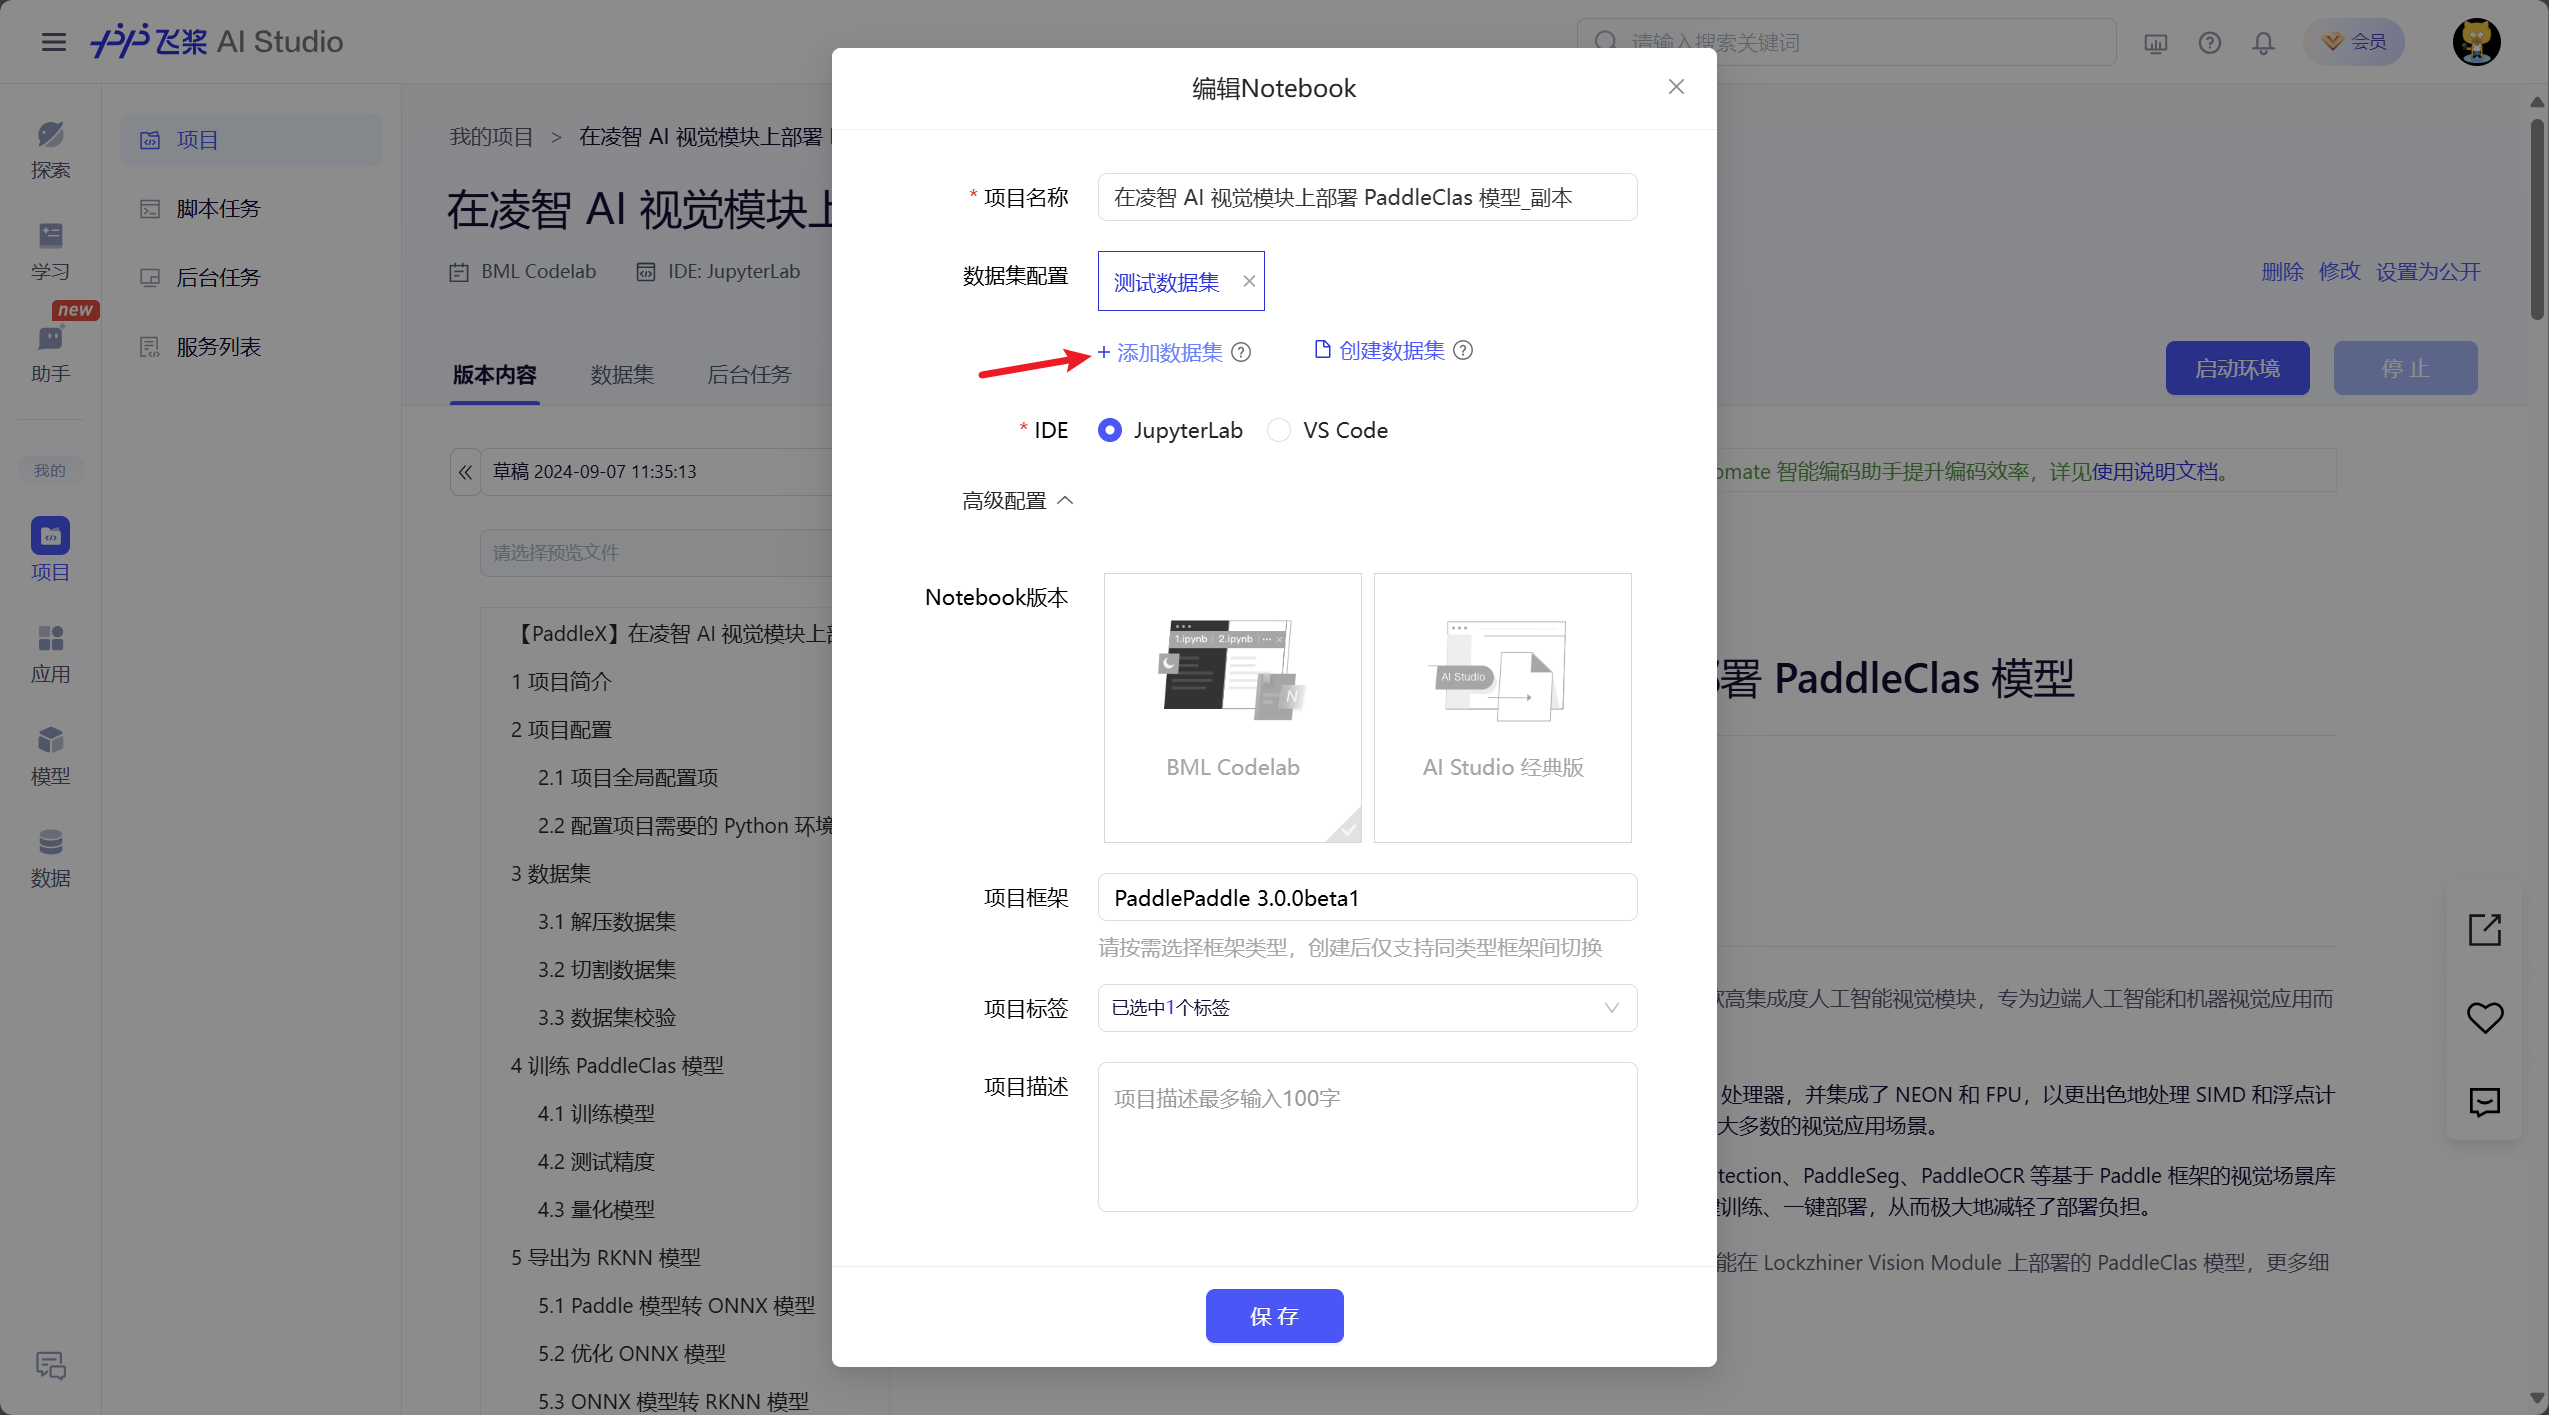 飞桨 AI Studio
请输入搜索关键词
会员
探索
学习
new
助手
我的
项目
应用
模型
数据
项目
脚本任务
后台任务
服务列表
我的项目 > 在凌智 AI 视觉模块上部署
在凌智 AI 视觉模块上
BML Codelab
IDE: JupyterLab
删除 修改 设置为公开
版本内容
数据集
后台任务
启动环境
停 止
草稿 2024-09-07 11:35:13
omate 智能编码助手提升编码效率，详见使用说明文档。
请选择预览文件
【PaddleX】在凌智 AI 视觉模块上部
1 项目简介
2 项目配置
2.1 项目全局配置项
2.2 配置项目需要的 Python 环境
3 数据集
3.1 解压数据集
3.2 切割数据集
3.3 数据集校验
4 训练 PaddleClas 模型
4.1 训练模型
4.2 测试精度
4.3 量化模型
5 导出为 RKNN 模型
5.1 Paddle 模型转 ONNX 模型
5.2 优化 ONNX 模型
5.3 ONNX 模型转 RKNN 模型
编辑Notebook
* 项目名称
在凌智 AI 视觉模块上部署 PaddleClas 模型_副本
数据集配置
测试数据集
+ 添加数据集
创建数据集
* IDE
JupyterLab
VS Code
高级配置
Notebook版本
1.ipynb
2.ipynb
N
BML Codelab
AI Studio
AI Studio 经典版
项目框架
PaddlePaddle 3.0.0beta1
请按需选择框架类型，创建后仅支持同类型框架间切换
项目标签
已选中1个标签
项目描述
项目描述最多输入100字
保 存
署 PaddleClas 模型
高集成度人工智能视觉模块，专为边端人工智能和机器视觉应用而
处理器，并集成了 NEON 和 FPU，以更出色地处理 SIMD 和浮点计
大多数的视觉应用场景。
tection、PaddleSeg、PaddleOCR 等基于 Paddle 框架的视觉场景库
训练、一键部署，从而极大地减轻了部署负担。
能在 Lockzhiner Vision Module 上部署的 PaddleClas 模型，更多细